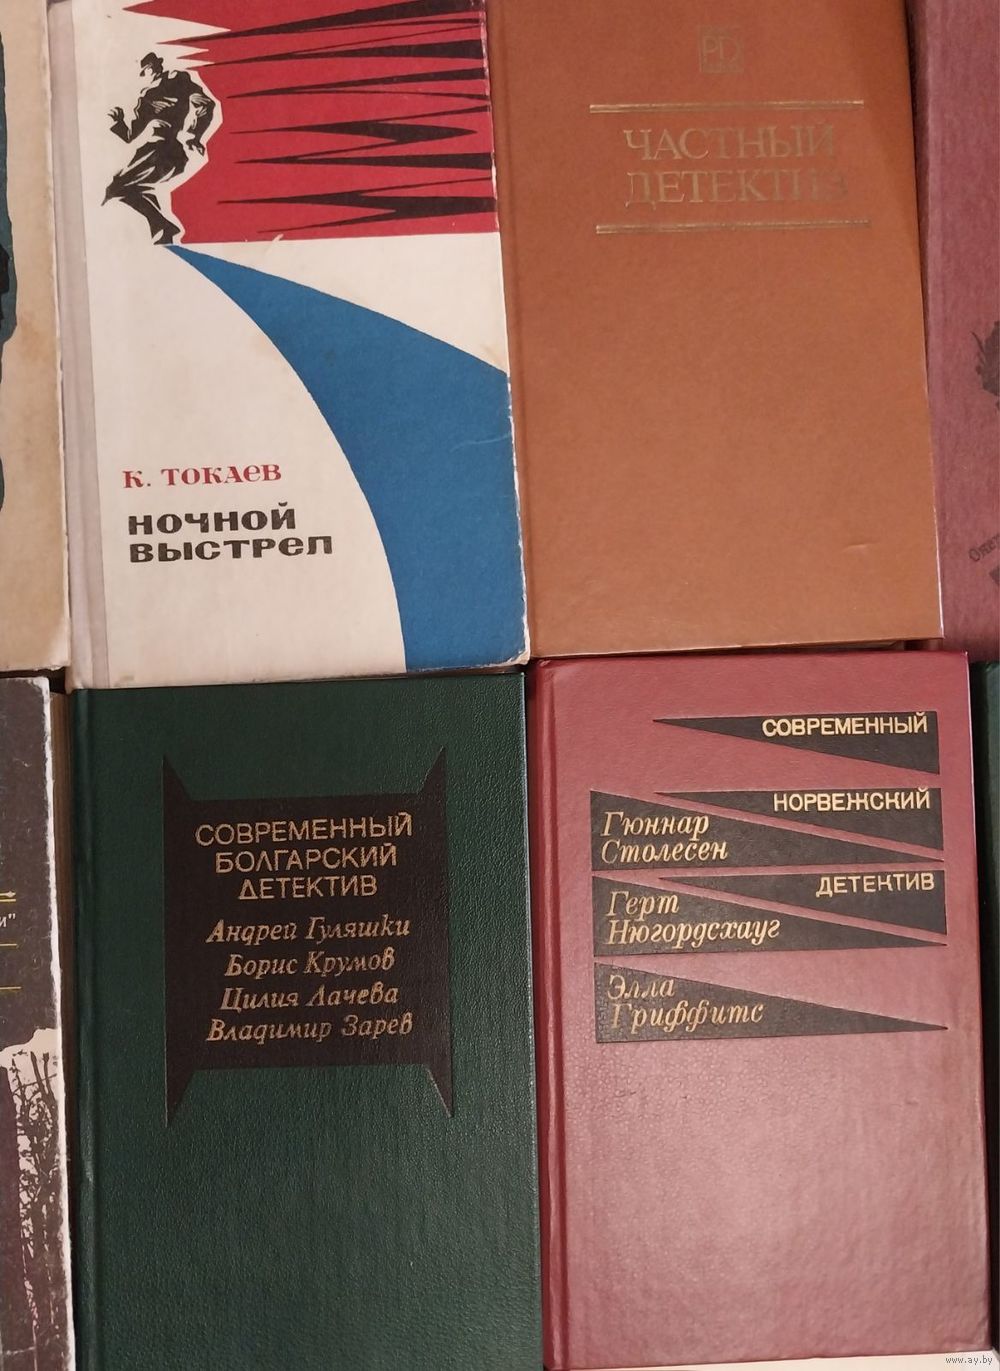 К. ТОКАЕВ
НОЧНОЙ
ВЫСТРЕЛ
PD
ЧАСТНЫЙ
ДЕТЕКТИВ
и"
СОВРЕМЕННЫЙ
БОЛГАРСКИЙ
ДЕТЕКТИВ
Андрей Гуляшки
Борис Крумов
Цилия Лачева
Владимир Зарев
СОВРЕМЕННЫЙ
НОРВЕЖСКИЙ
ДЕТЕКТИВ
Гюннар
Столесен
Герт
Нюгордсхауг
Элла
Гриффитс
www.ay.by